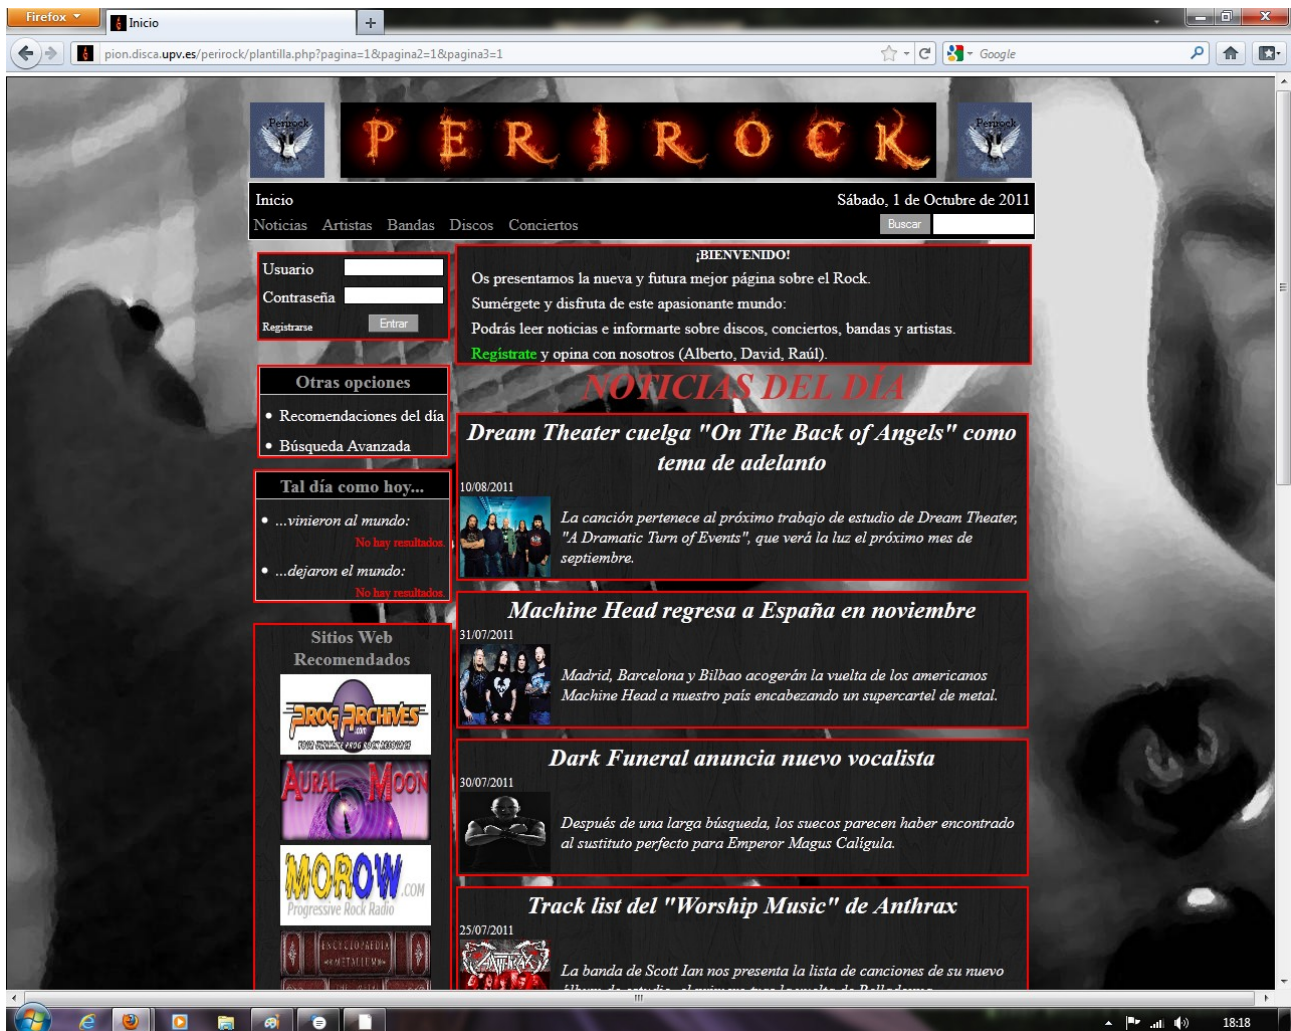 Firefox
Inicio
pion.disca.upv.es/perirock/plantilla.php?pagina=1&pagina2=1&pagina3=1
Google
Perirock
PERIROCK
Perirock
Inicio
Sábado, 1 de Octubre de 2011
Noticias Artistas Bandas Discos Conciertos
Buscar
Usuario
Contraseña
Registrarse
Entrar
¡BIENVENIDO!
Os presentamos la nueva y futura mejor página sobre el Rock.
Sumérgete y disfruta de este apasionante mundo:
Podrás leer noticias e informarte sobre discos, conciertos, bandas y artistas.
Regístrate y opina con nosotros (Alberto, David, Raúl).
Otras opciones
Recomendaciones del día
Búsqueda Avanzada
Tal día como hoy...
...vinieron al mundo:
No hay resultados.
...dejaron el mundo:
No hay resultados.
Sitios Web
Recomendados
PROG ARCHIVES
.com
YOUR ULTIMATE PROG ROCK RESOURCE
AURAL MOON
MOROW.COM
Progressive Rock Radio
ENCYCLOPAEDIA
METALLUM
NOTICIAS DEL DÍA
Dream Theater cuelga "On The Back of Angels" como
tema de adelanto
10/08/2011
La canción pertenece al próximo trabajo de estudio de Dream Theater,
"A Dramatic Turn of Events", que verá la luz el próximo mes de
septiembre.
Machine Head regresa a España en noviembre
31/07/2011
Madrid, Barcelona y Bilbao acogerán la vuelta de los americanos
Machine Head a nuestro país encabezando un supercartel de metal.
Dark Funeral anuncia nuevo vocalista
30/07/2011
Después de una larga búsqueda, los suecos parecen haber encontrado
al sustituto perfecto para Emperor Magus Calígula.
Track list del "Worship Music" de Anthrax
25/07/2011
ANTHRAX
La banda de Scott Ian nos presenta la lista de canciones de su nuevo
18:18